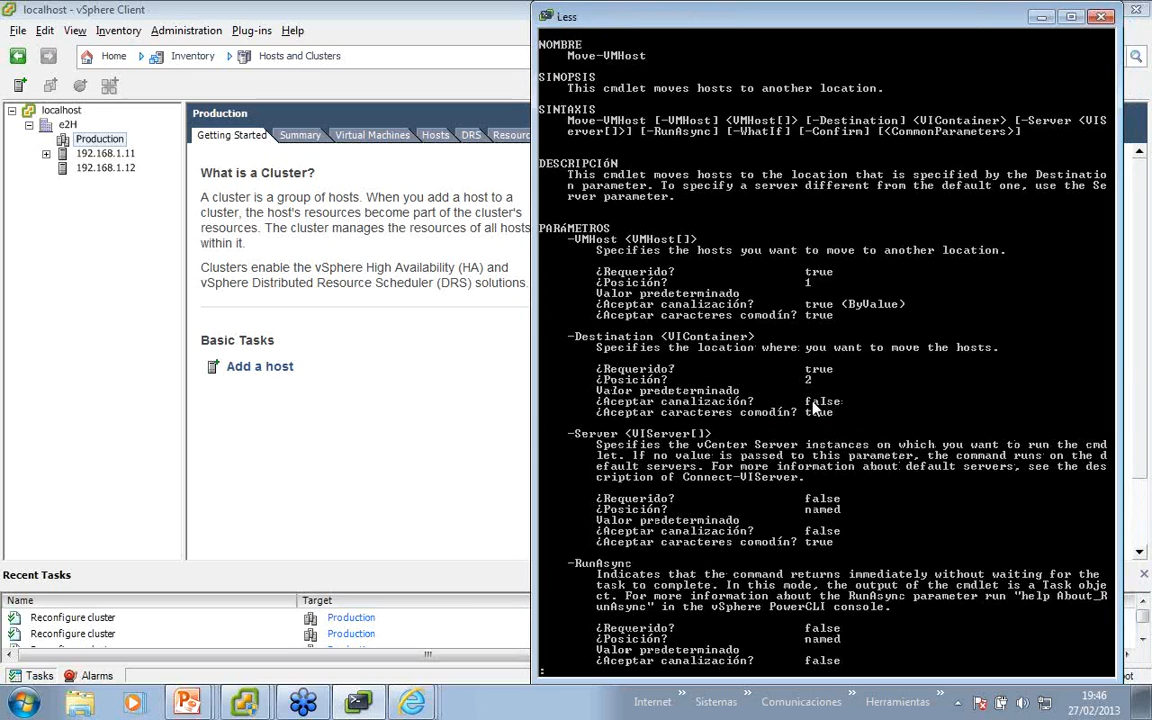 localhost - vSphere Client
File Edit View Inventory Administration Plug-ins Help
Home Inventory Hosts and Clusters
localhost
e2H
Production
192.168.1.11
192.168.1.12
Production
Getting Started Summary Virtual Machines Hosts DRS Resourc
What is a Cluster?
A cluster is a group of hosts. When you add a host to a
cluster, the host's resources become part of the cluster's
resources. The cluster manages the resources of all hosts
within it.
Clusters enable the vSphere High Availability (HA) and
vSphere Distributed Resource Scheduler (DRS) solutions.
Basic Tasks
Add a host
Recent Tasks
Name Target
Reconfigure cluster Production
Reconfigure cluster Production
Tasks Alarms
Less
NOMBRE
Move-VMHost
SINOPSIS
This cmdlet moves hosts to another location.
SINTAXIS
Move-VMHost [-VMHost] <VMHost[]> [-Destination] <VIContainer> [-Server <VIS
erver[]>] [-RunAsync] [-WhatIf] [-Confirm] [<CommonParameters>]
DESCRIPCIóN
This cmdlet moves hosts to the location that is specified by the Destinatio
n parameter. To specify a server different from the default one, use the Se
rver parameter.
PARáMETROS
-VMHost <VMHost[]>
Specifies the hosts you want to move to another location.
¿Requerido? true
¿Posición? 1
Valor predeterminado
¿Aceptar canalización? true (ByValue)
¿Aceptar caracteres comodín? true
-Destination <VIContainer>
Specifies the location where you want to move the hosts.
¿Requerido? true
¿Posición? 2
Valor predeterminado
¿Aceptar canalización? false
¿Aceptar caracteres comodín? true
-Server <VIServer[]>
Specifies the vCenter Server instances on which you want to run the cmd
let. If no value is passed to this parameter, the command runs on the d
efault servers. For more information about default servers, see the des
cription of Connect-VIServer.
¿Requerido? false
¿Posición? named
Valor predeterminado
¿Aceptar canalización? false
¿Aceptar caracteres comodín? true
-RunAsync
Indicates that the command returns immediately without waiting for the
task to complete. In this mode, the output of the cmdlet is a Task obje
ct. For more information about the RunAsync parameter run "help About_R
unAsync" in the vSphere PowerCLI console.
¿Requerido? false
¿Posición? named
Valor predeterminado
¿Aceptar canalización? false
:
ot
Internet » Sistemas » Comunicaciones » Herramientas »
19:46
27/02/2013